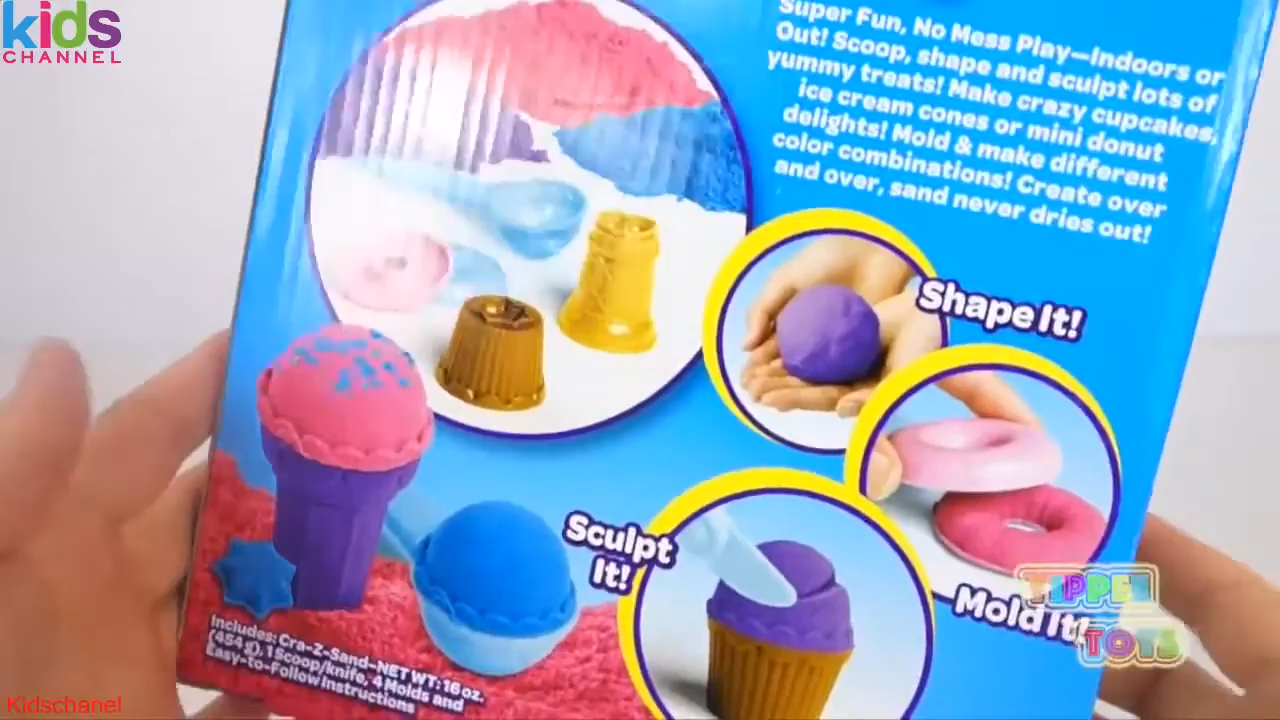 kids
CHANNEL
Super Fun, No Mess Play—Indoors or
Out! Scoop, shape and sculpt lots of
yummy treats! Make crazy cupcakes,
ice cream cones or mini donut
delights! Mold & make different
color combinations! Create over
and over, sand never dries out!
Shape It!
Sculpt
It!
Mold It!
TIPPEE
TOTS
Includes: Cra-Z-Sand-NET WT: 16 oz.
(454 g), 1 Scoop/knife, 4 Molds and
Easy-to-Follow Instructions
Kidschanel